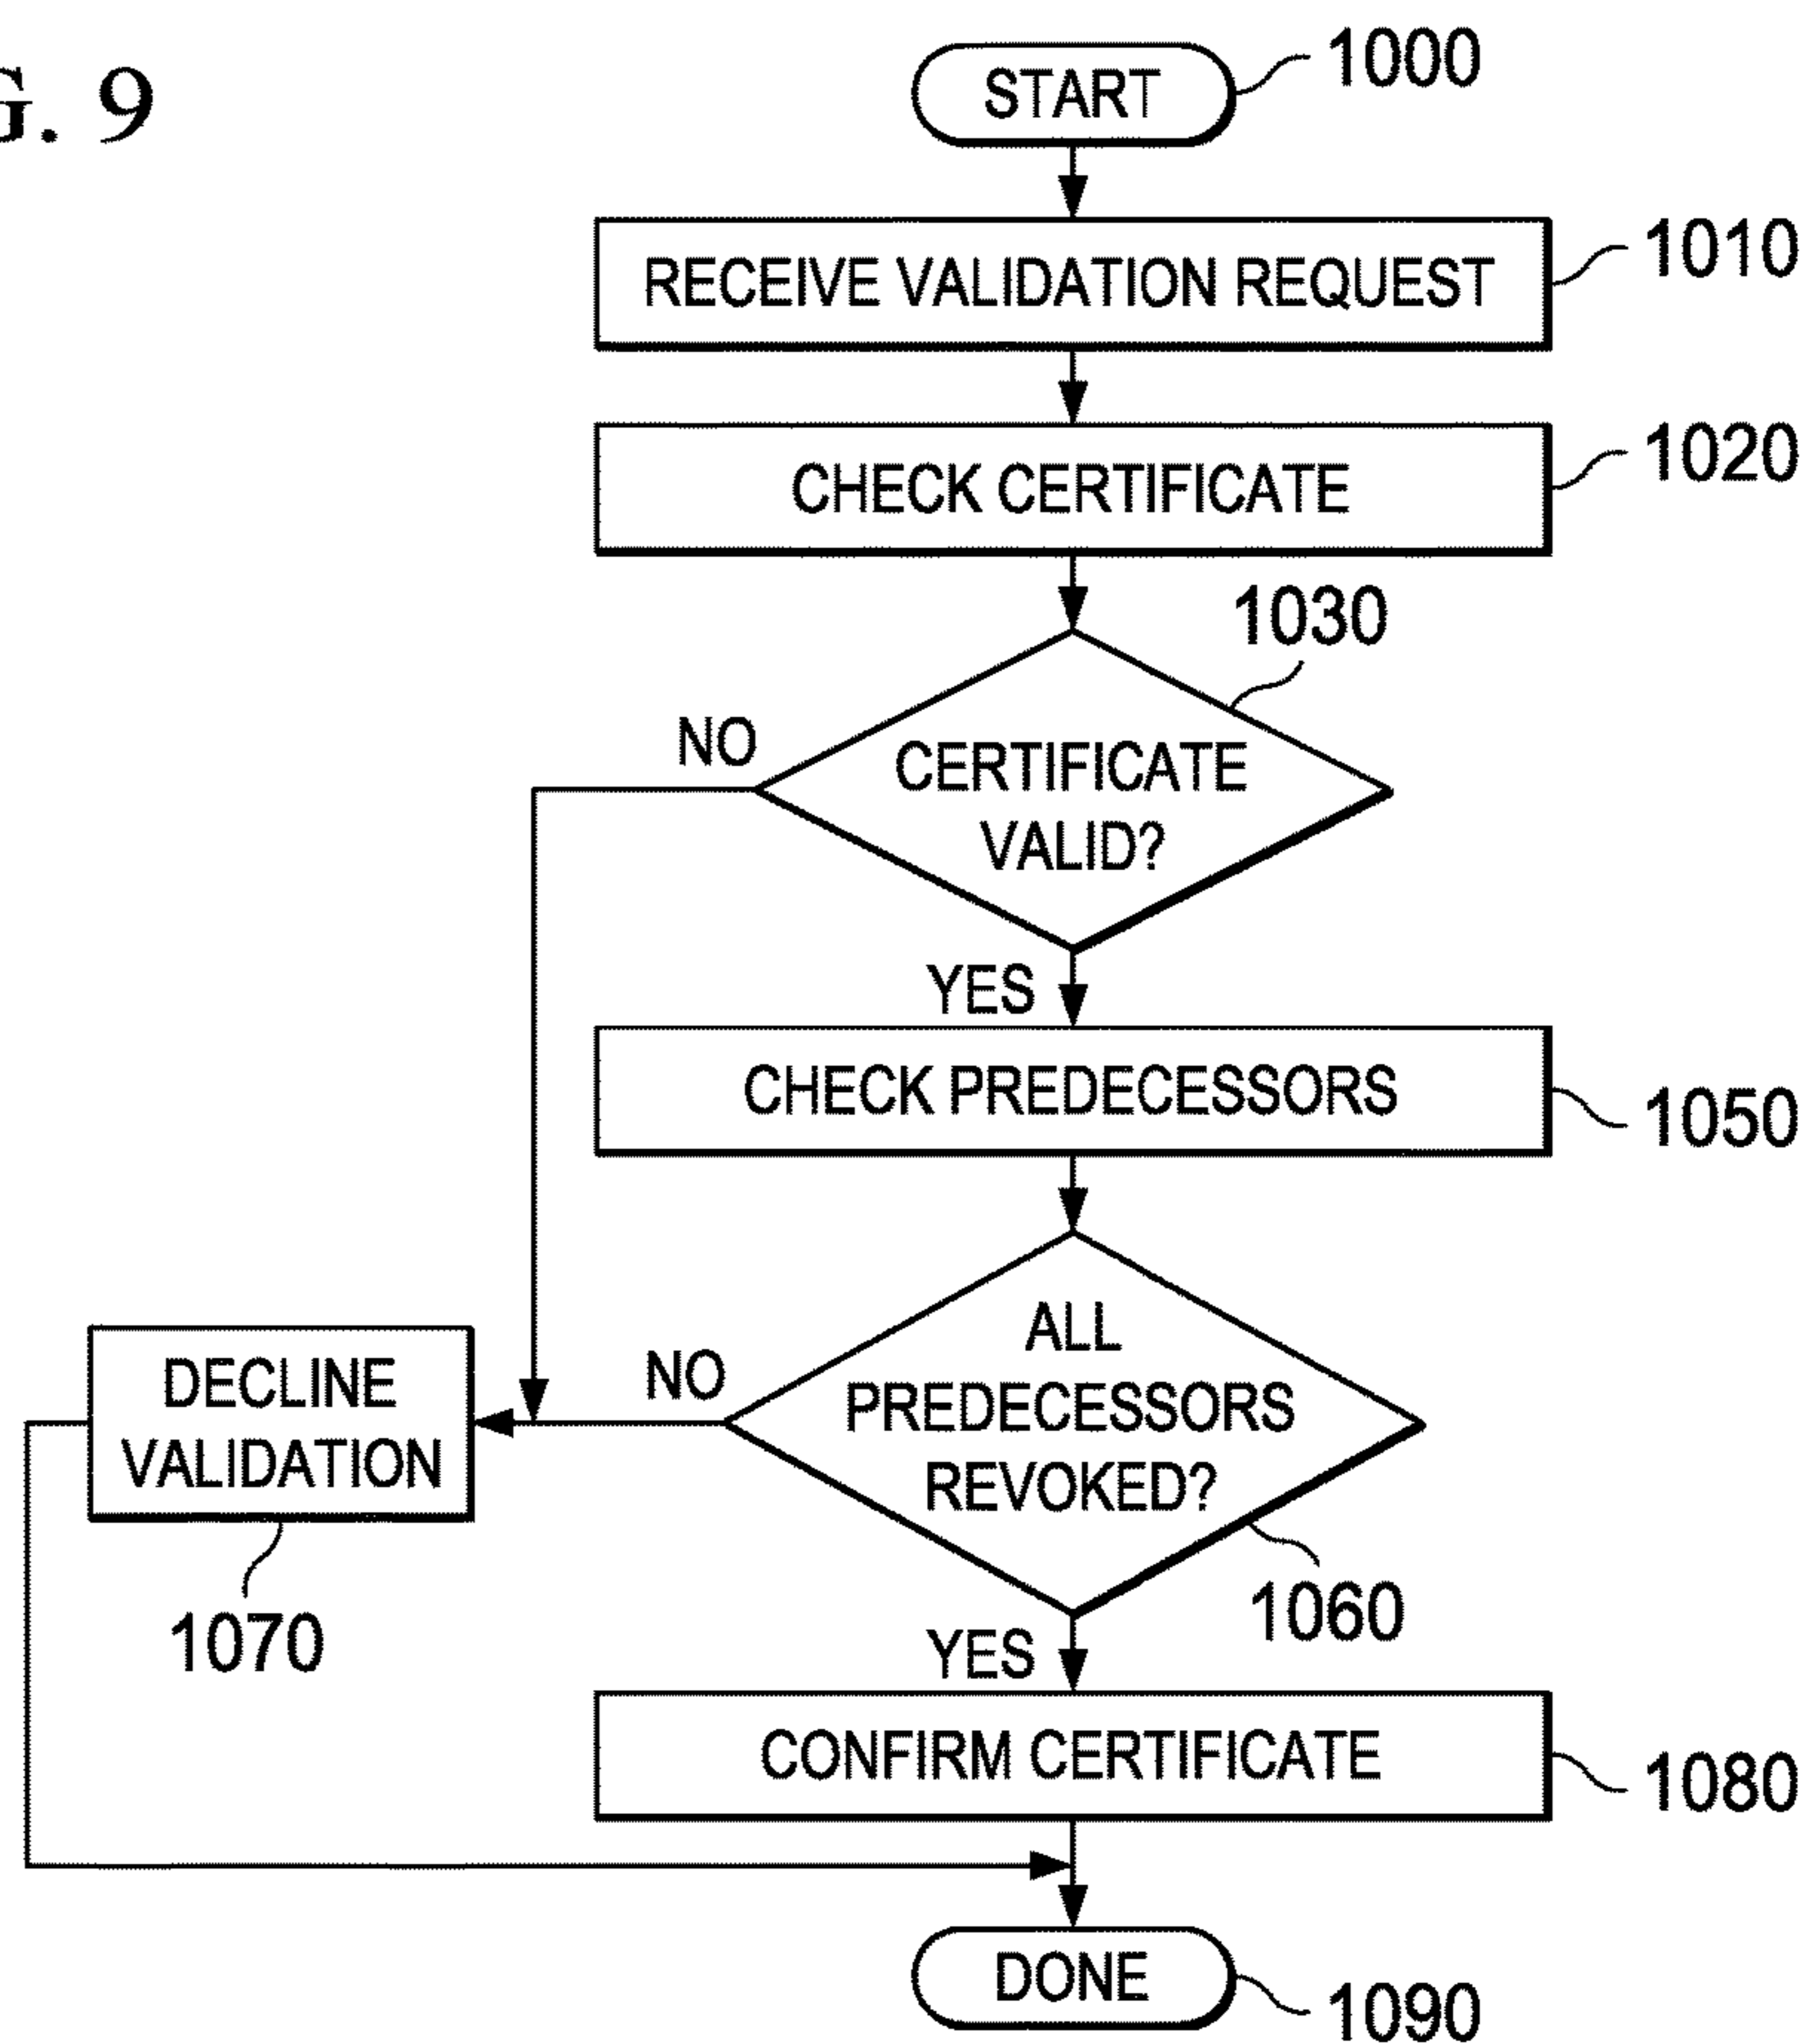 G. 9
START
1000
RECEIVE VALIDATION REQUEST
1010
CHECK CERTIFICATE
1020
1030
NO
CERTIFICATE
VALID?
YES
CHECK PREDECESSORS
1050
DECLINE
VALIDATION
1070
NO
ALL
PREDECESSORS
REVOKED?
1060
YES
CONFIRM CERTIFICATE
1080
DONE
1090